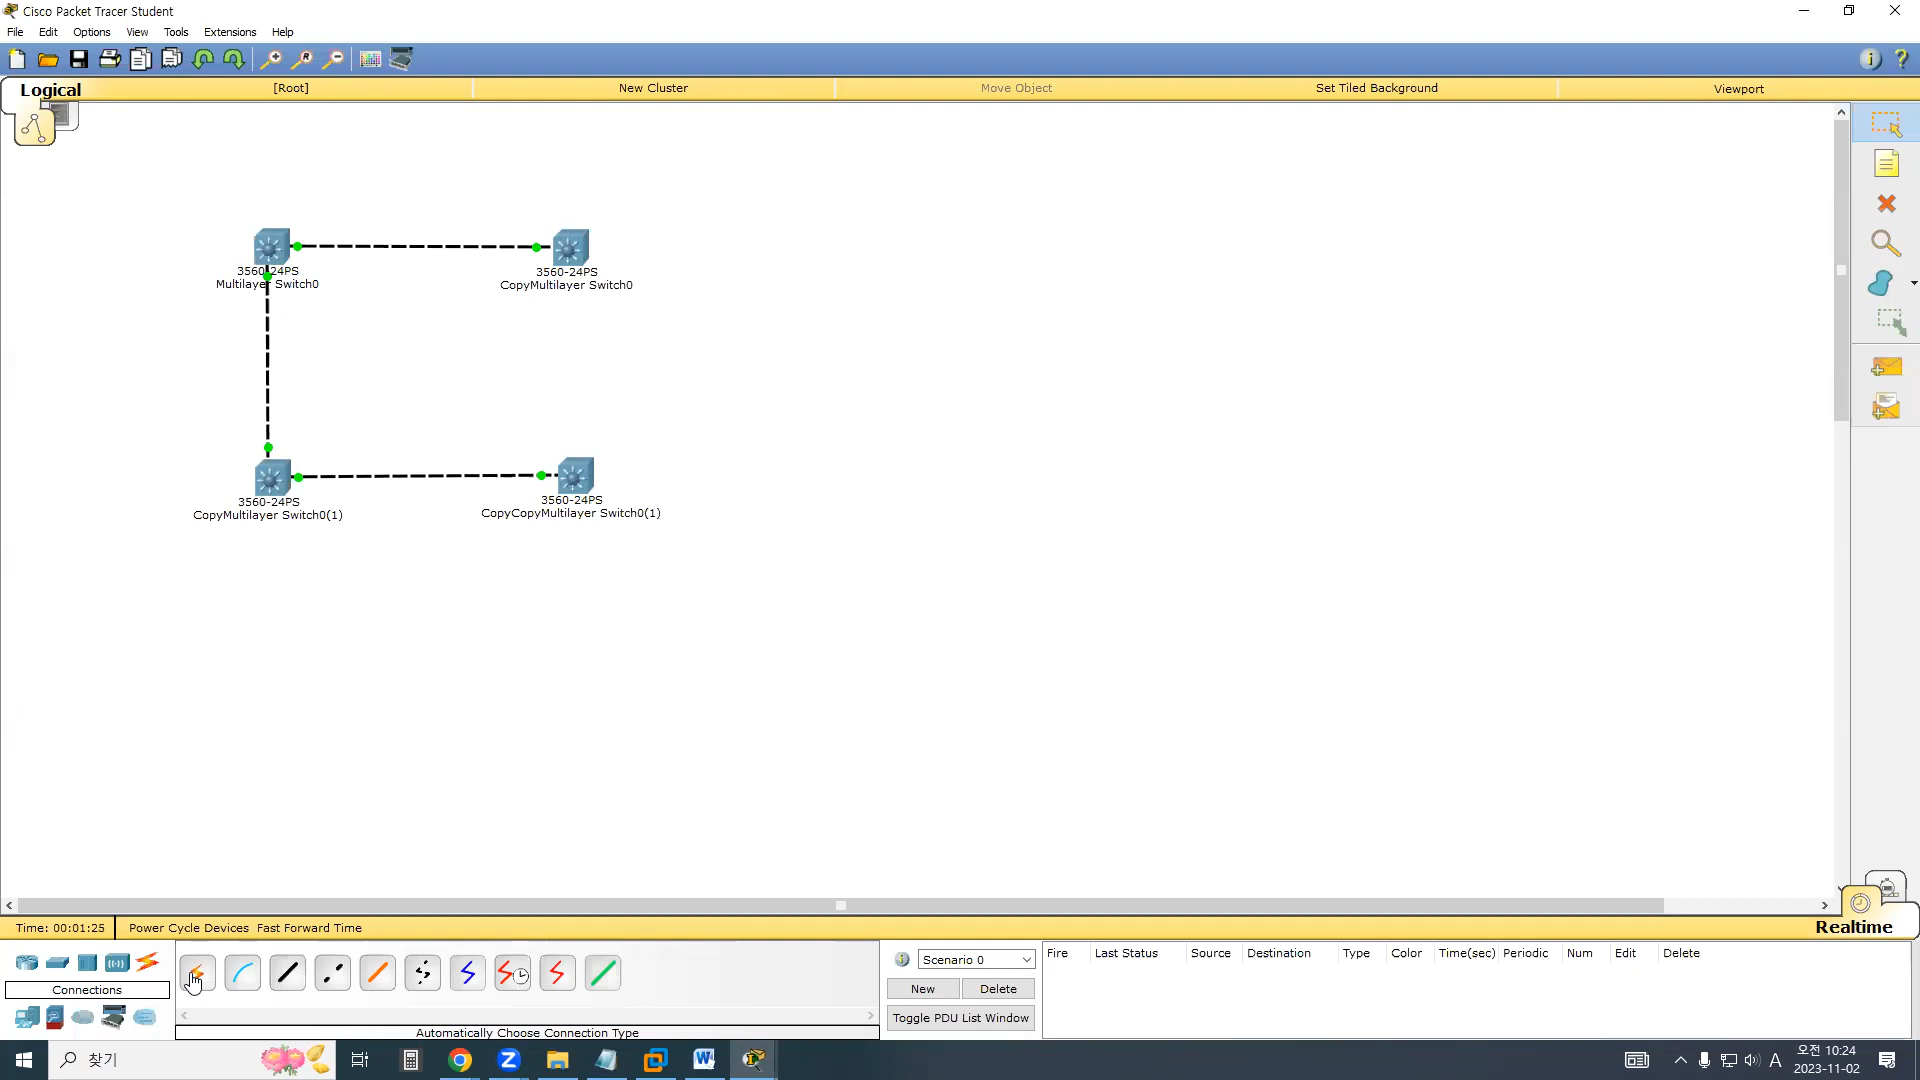 Cisco Packet Tracer Student
File Edit Options View Tools Extensions Help
Logical [Root] New Cluster Move Object Set Tiled Background Viewport
3560-24PS
Multilayer Switch0
3560-24PS
CopyMultilayer Switch0
3560-24PS
CopyMultilayer Switch0(1)
3560-24PS
CopyCopyMultilayer Switch0(1)
Time: 00:01:25 Power Cycle Devices Fast Forward Time
Realtime
Connections
Automatically Choose Connection Type
Scenario 0
New Delete
Toggle PDU List Window
Fire Last Status Source Destination Type Color Time(sec) Periodic Num Edit Delete
찾기
A
오전 10:24
2023-11-02